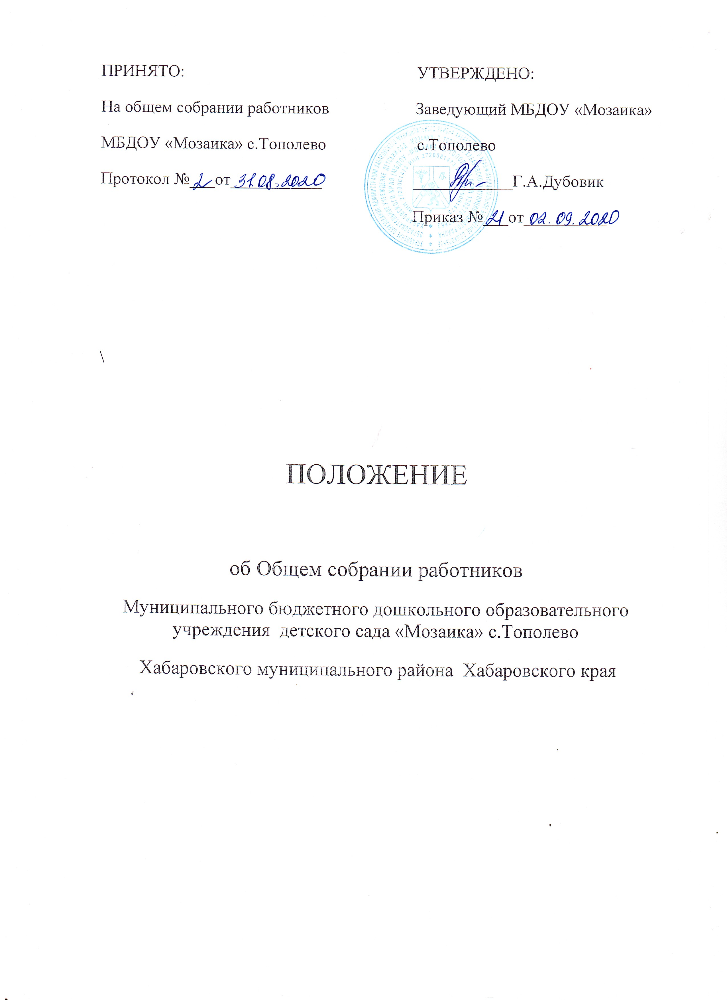 ПРИНЯТО:
На общем собрании работников
МБДОУ «Мозаика» с.Тополево
Протокол № 2 от 31.08.2020
УТВЕРЖДЕНО:
Заведующий МБДОУ «Мозаика»
с.Тополево
Г.А.Дубовик
Приказ № 21 от 02.09.2020
\
ПОЛОЖЕНИЕ
об Общем собрании работников
Муниципального бюджетного дошкольного образовательного
учреждения детского сада «Мозаика» с.Тополево
Хабаровского муниципального района Хабаровского края